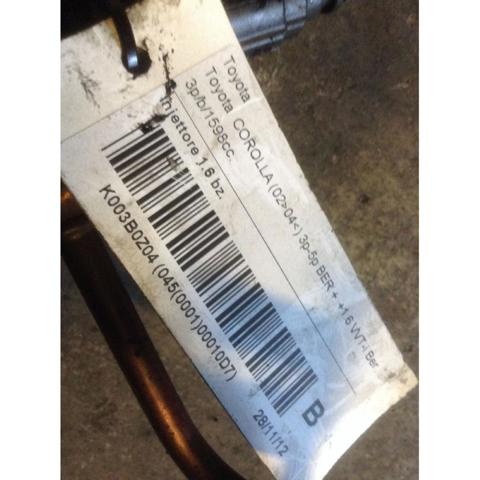 Toyota
Toyota COROLLA (02>04<) 3p-5p BER + +1.6 VVT-i Ber
3p/b/1598cc.
Iniettore 1.6 bz.
K003B0Z04 (045(0001)00010D7)
B
28/11/12